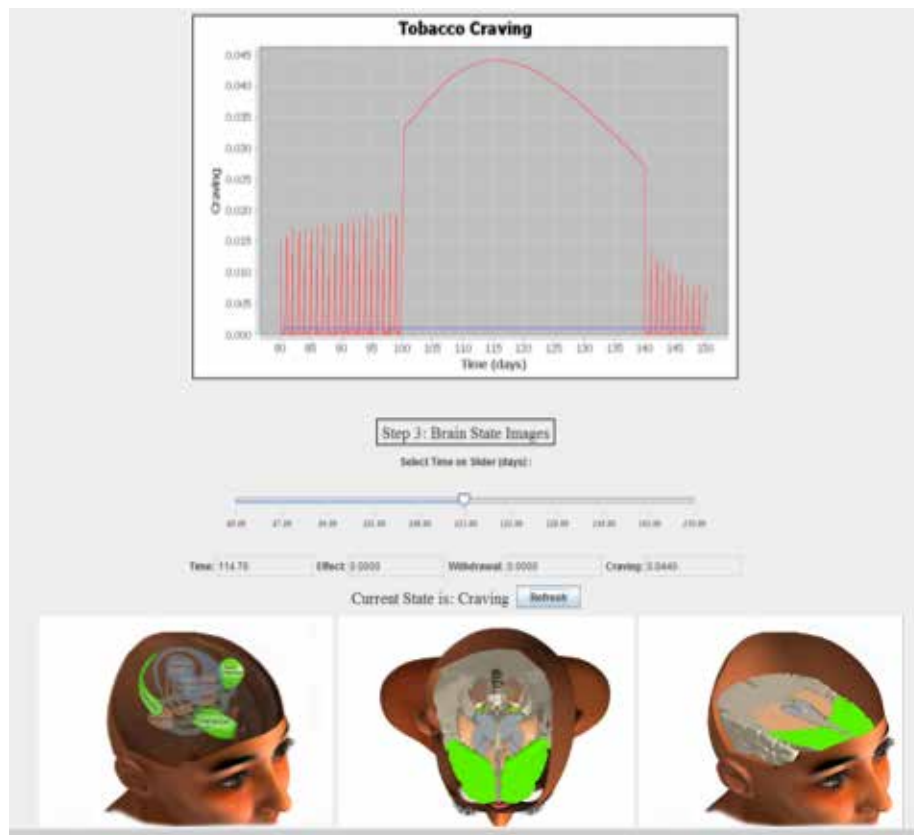 Tobacco Craving
0.045
0.040
0.035
0.030
0.025
0.020
0.015
0.010
0.005
0.000
Craving
80 85 90 95 100 105 110 115 120 125 130 135 140 145 150
Time (days)
Step 3: Brain State Images
Select Time on Slider (days) :
Time: 114.70 Effect: 0.0000 Withdrawal: 0.0000 Craving: 0.0440
Current State is: Craving Refresh